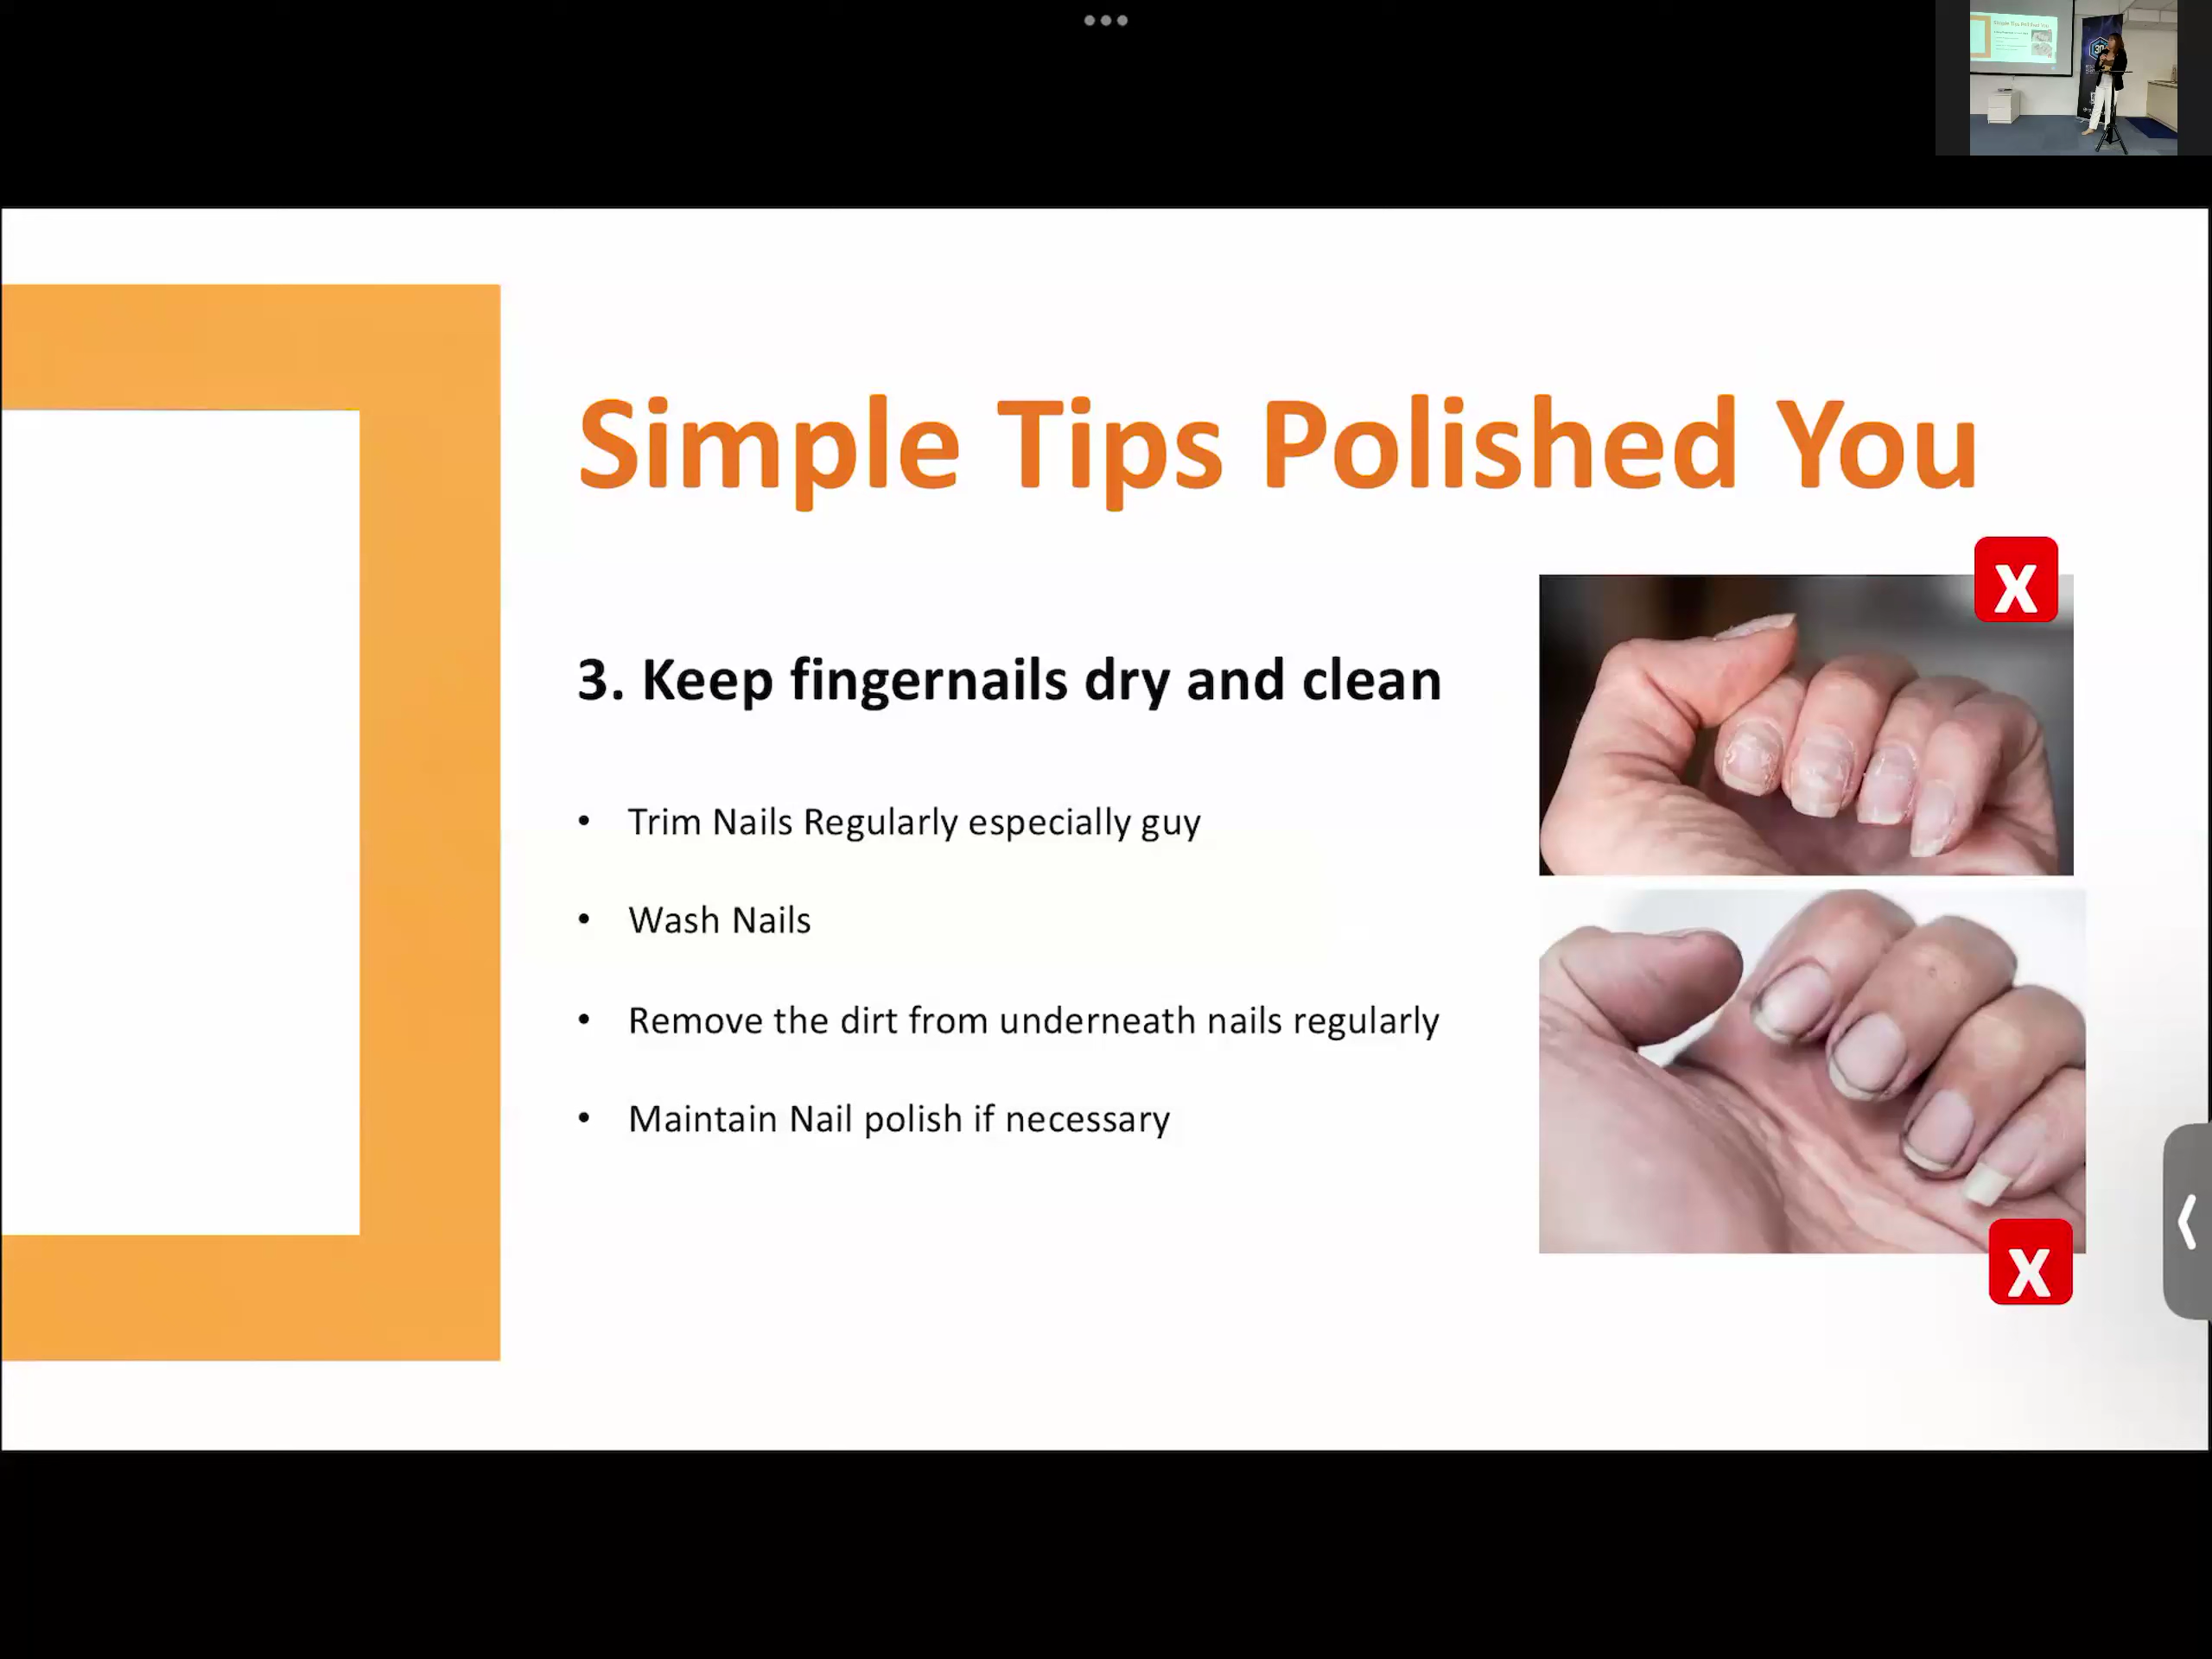 Simple Tips Polished You
X
3. Keep fingernails dry and clean
• Trim Nails Regularly especially guy
• Wash Nails
• Remove the dirt from underneath nails regularly
• Maintain Nail polish if necessary
X